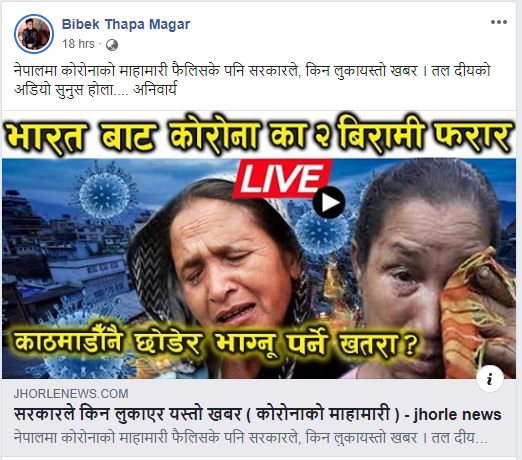 Bibek Thapa Magar
18 hrs ·
नेपालमा कोरोनाको माहामारी फैलिसके पनि सरकारले, किन लुकायस्तो खबर । तल दीयको
अडियो सुनुस होला.... अनिवार्य
भारत बाट कोरोना का २ बिरामी फरार
LIVE
काठमाडौँनै छोडेर भाग्नू पर्ने खतरा ?
JHORLENEWS.COM
सरकारले किन लुकाएर यस्तो खबर ( कोरोनाको माहामारी ) - jhorle news
नेपालमा कोरोनाको माहामारी फैलिसके पनि सरकारले, किन लुकायस्तो खबर । तल दीय...